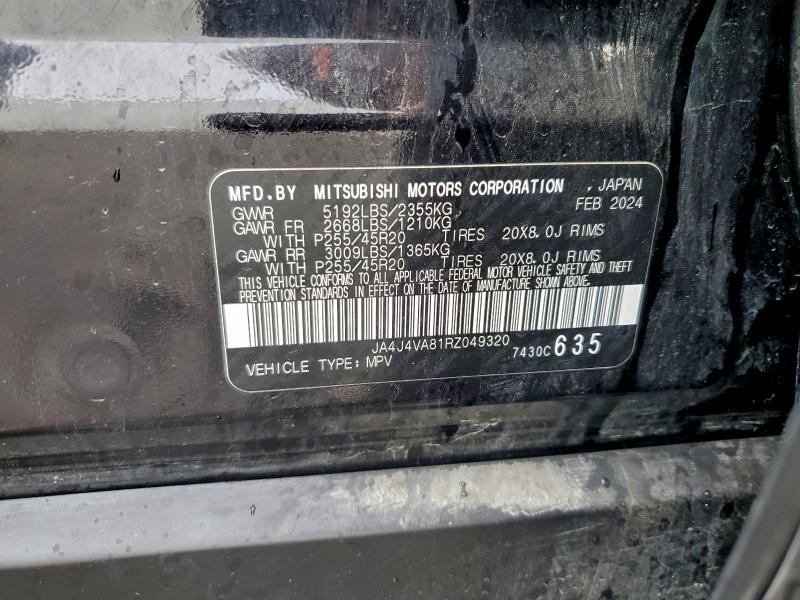 MFD.BY MITSUBISHI MOTORS CORPORATION , JAPAN
GVWR 5192LBS/2355KG FEB 2024
GAWR FR 2668LBS/1210KG
WITH P255/45R20 TIRES 20X8.0J RIMS
GAWR RR 3009LBS/1365KG
WITH P255/45R20 TIRES 20X8.0J RIMS
THIS VEHICLE CONFORMS TO ALL APPLICABLE FEDERAL MOTOR VEHICLE SAFETY AND THEFT
PREVENTION STANDARDS IN EFFECT ON THE DATE OF MANUFACTURE SHOWN ABOVE.
JA4J4VA81RZ049320 7430C635
VEHICLE TYPE: MPV